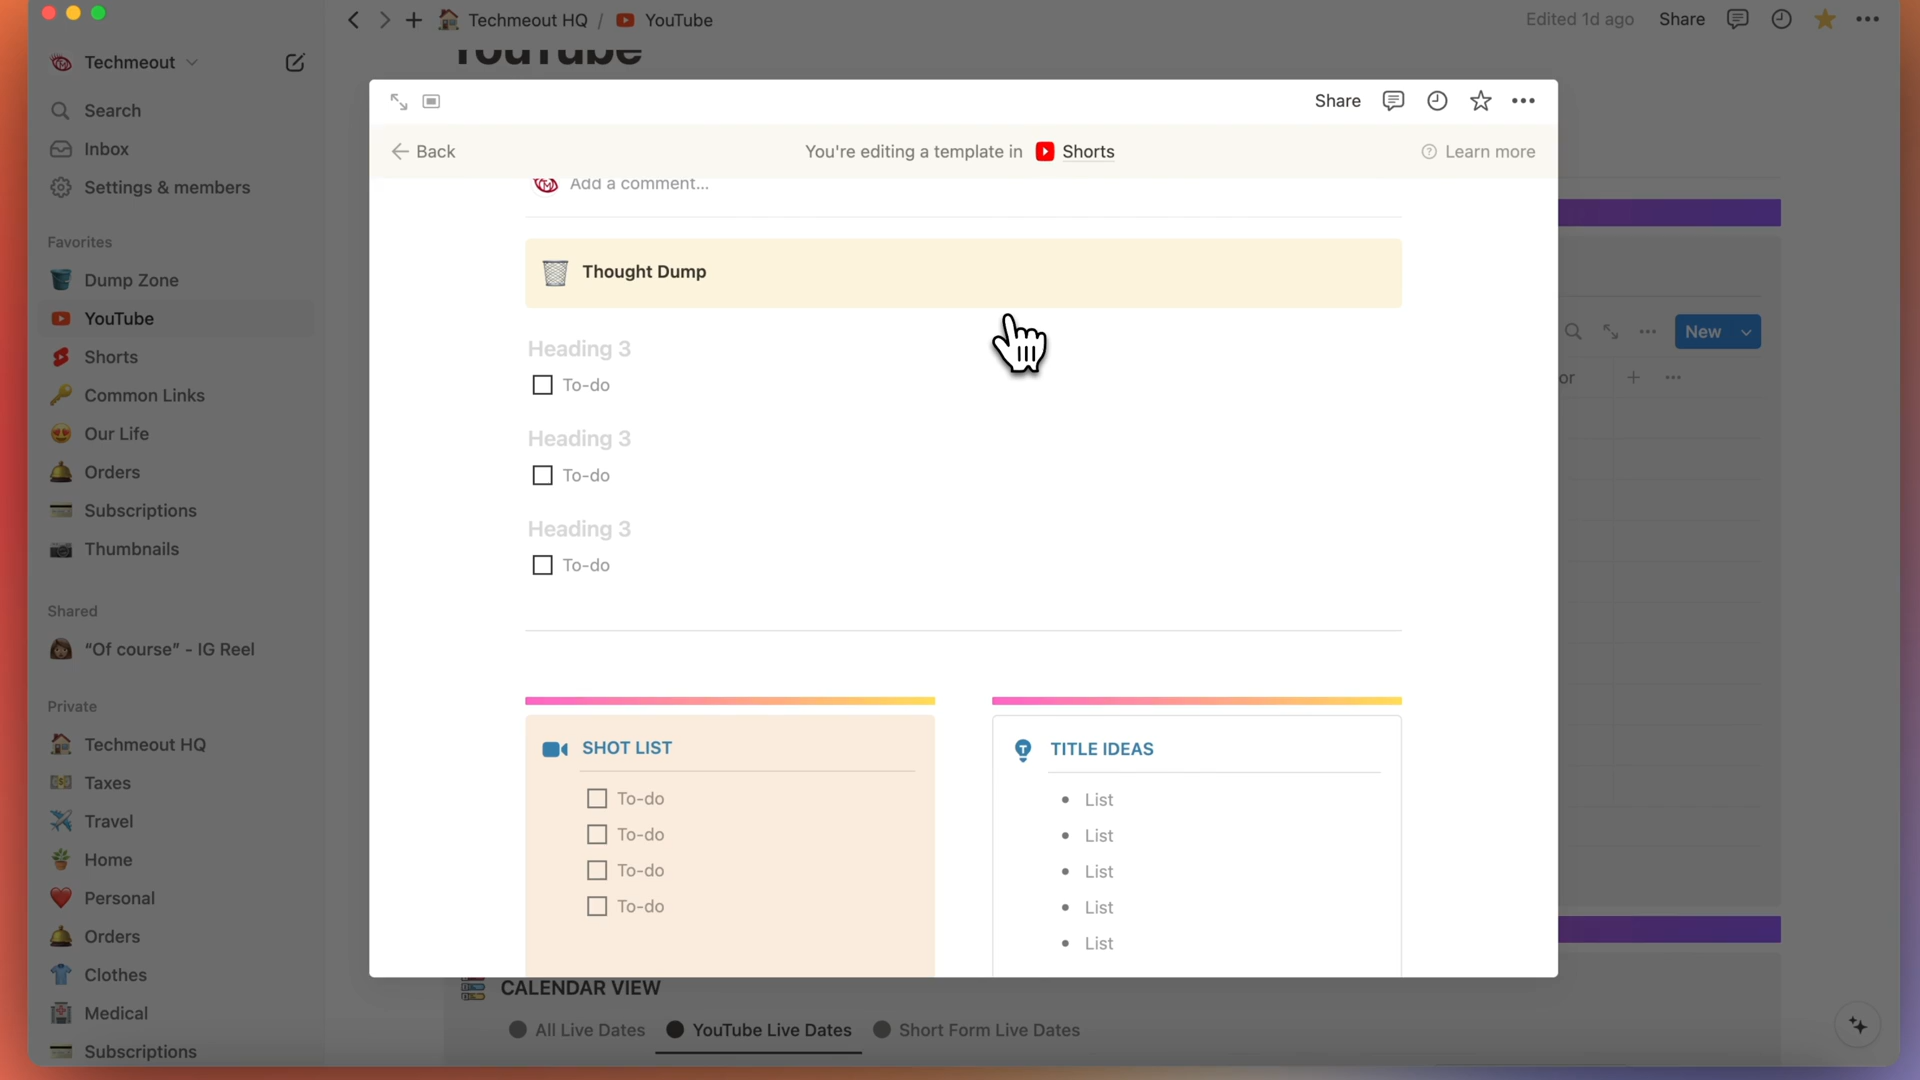 Techmeout HQ / YouTube
Edited 1d ago
Share
YouTube
Techmeout
Search
Inbox
Settings & members
Favorites
Dump Zone
YouTube
Shorts
Common Links
Our Life
Orders
Subscriptions
Thumbnails
Shared
“Of course” - IG Reel
Private
Techmeout HQ
Taxes
Travel
Home
Personal
Orders
Clothes
Medical
Subscriptions
Share
Back
You're editing a template in Shorts
Learn more
Add a comment...
Thought Dump
Heading 3
To-do
Heading 3
To-do
Heading 3
To-do
SHOT LIST
To-do
To-do
To-do
To-do
TITLE IDEAS
List
List
List
List
List
New
or
CALENDAR VIEW
All Live Dates
YouTube Live Dates
Short Form Live Dates